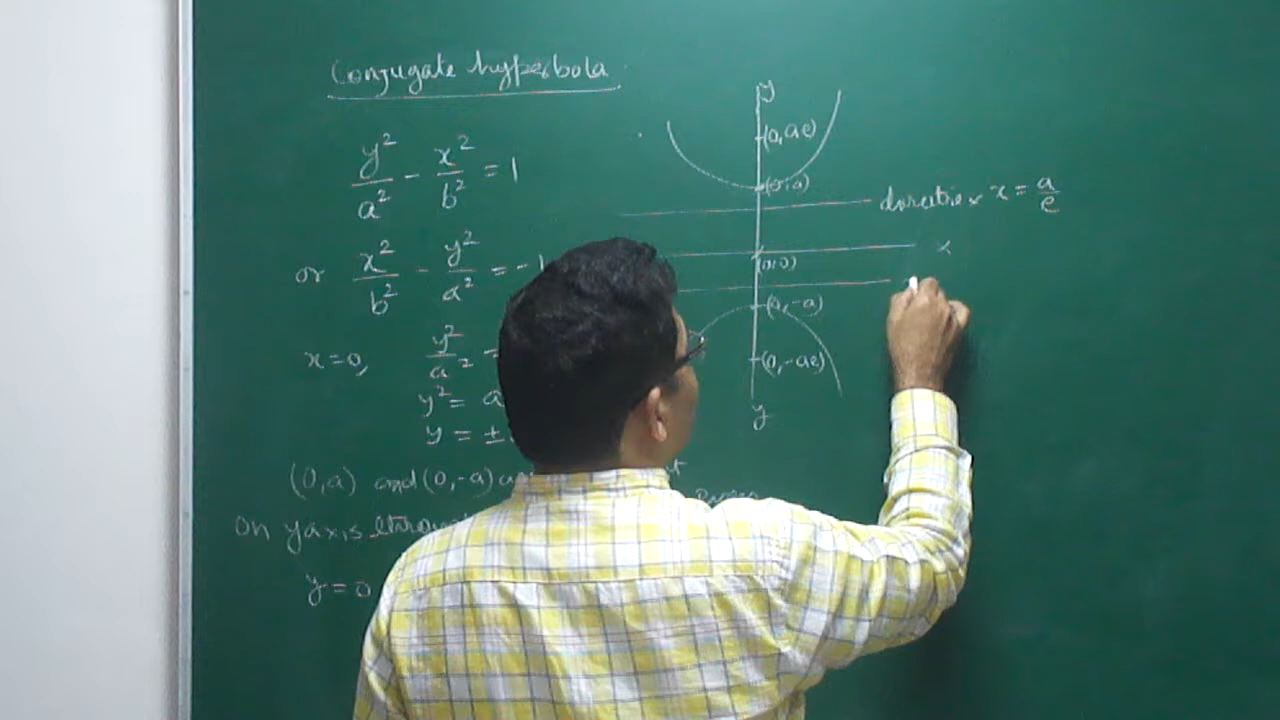 Conjugate hyperbola
y²/a² - x²/b² = 1
or x²/b² - y²/a² = -1
x=0, y²/a² =
y² = a
y = ±
(0,a) and (0,-a)
on y axis through
y = 0
y
(0,ae)
(0,a)
directrix x = a/e
x
(0,0)
(0,-a)
(0,-ae)
y